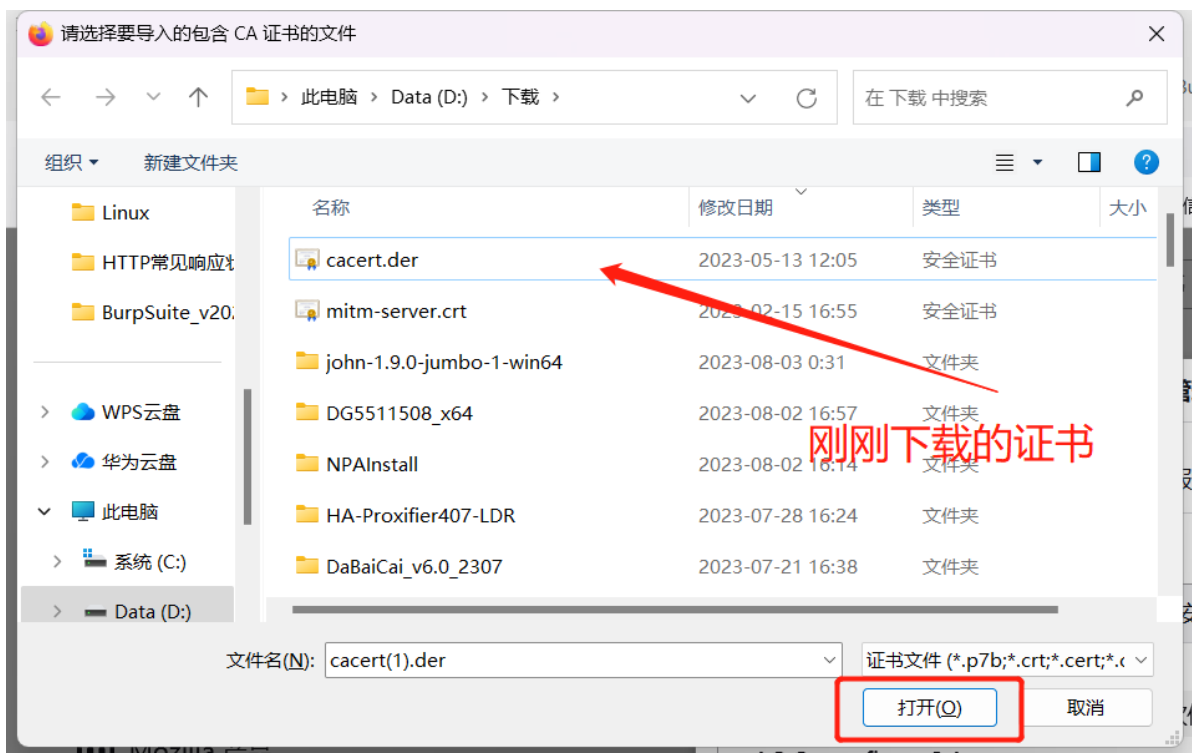 请选择要导入的包含 CA 证书的文件
此电脑 > Data (D:) > 下载 >
在 下载 中搜索
组织 新建文件夹
名称 修改日期 类型 大小
Linux
HTTP常见响应状
BurpSuite_v202
WPS云盘
华为云盘
此电脑
系统 (C:)
Data (D:)
cacert.der 2023-05-13 12:05 安全证书
mitm-server.crt 2023-02-15 16:55 安全证书
john-1.9.0-jumbo-1-win64 2023-08-03 0:31 文件夹
DG5511508_x64 2023-08-02 16:57 文件夹
刚刚下载的证书
NPAInstall 2023-08-02 16:14 文件夹
HA-Proxifier407-LDR 2023-07-28 16:24 文件夹
DaBaiCai_v6.0_2307 2023-07-21 16:38 文件夹
文件名(N): cacert(1).der 证书文件 (*.p7b;*.crt;*.cert;*.c
打开(O) 取消